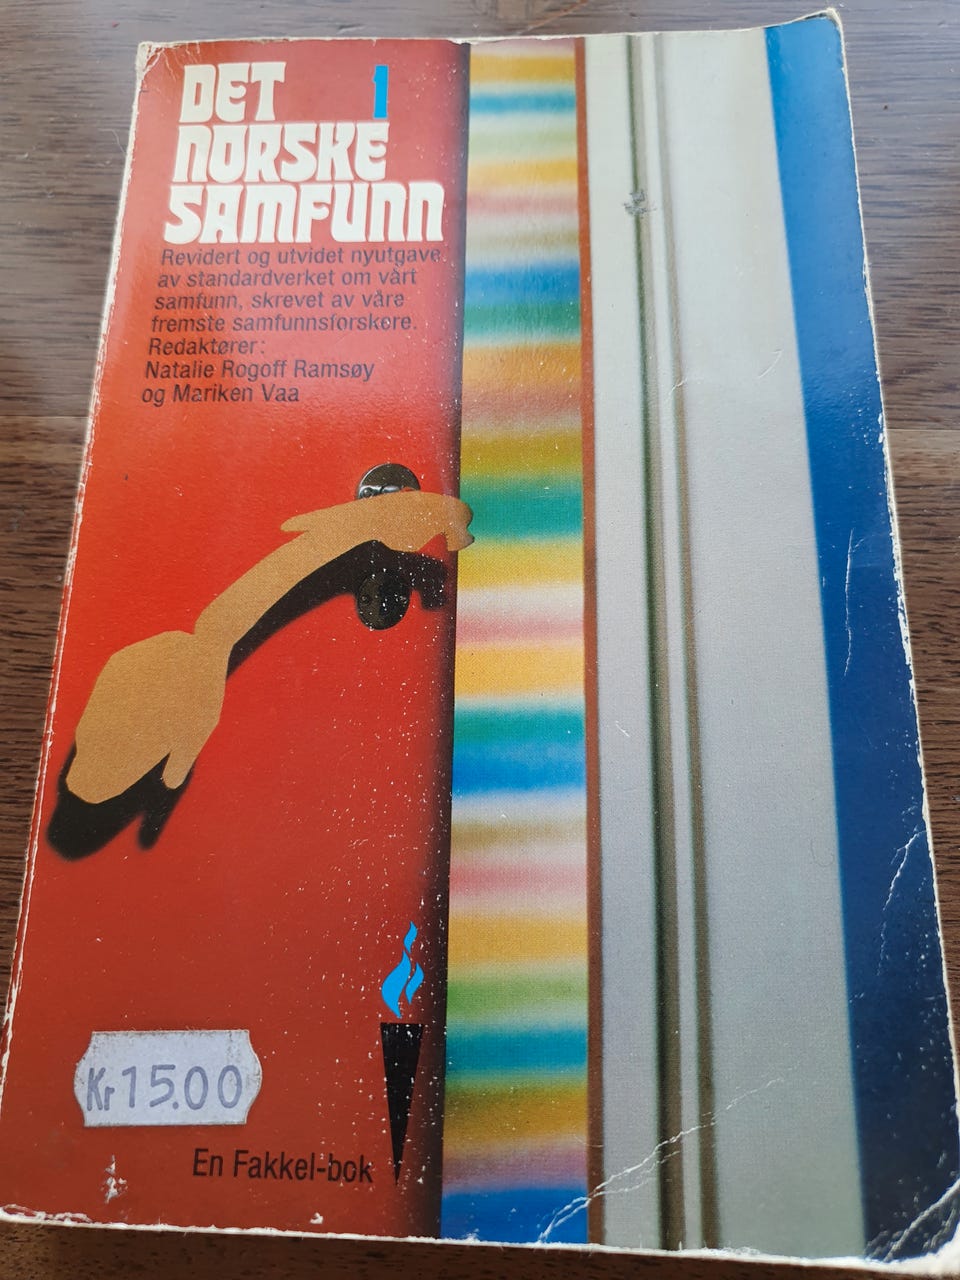 DET 1
NORSKE
SAMFUNN
Revidert og utvidet nyutgave
av standardverket om vårt
samfunn, skrevet av våre
fremste samfunnsforskere.
Redaktører:
Natalie Rogoff Ramsøy
og Mariken Vaa
Kr 15.00
En Fakkel-bok